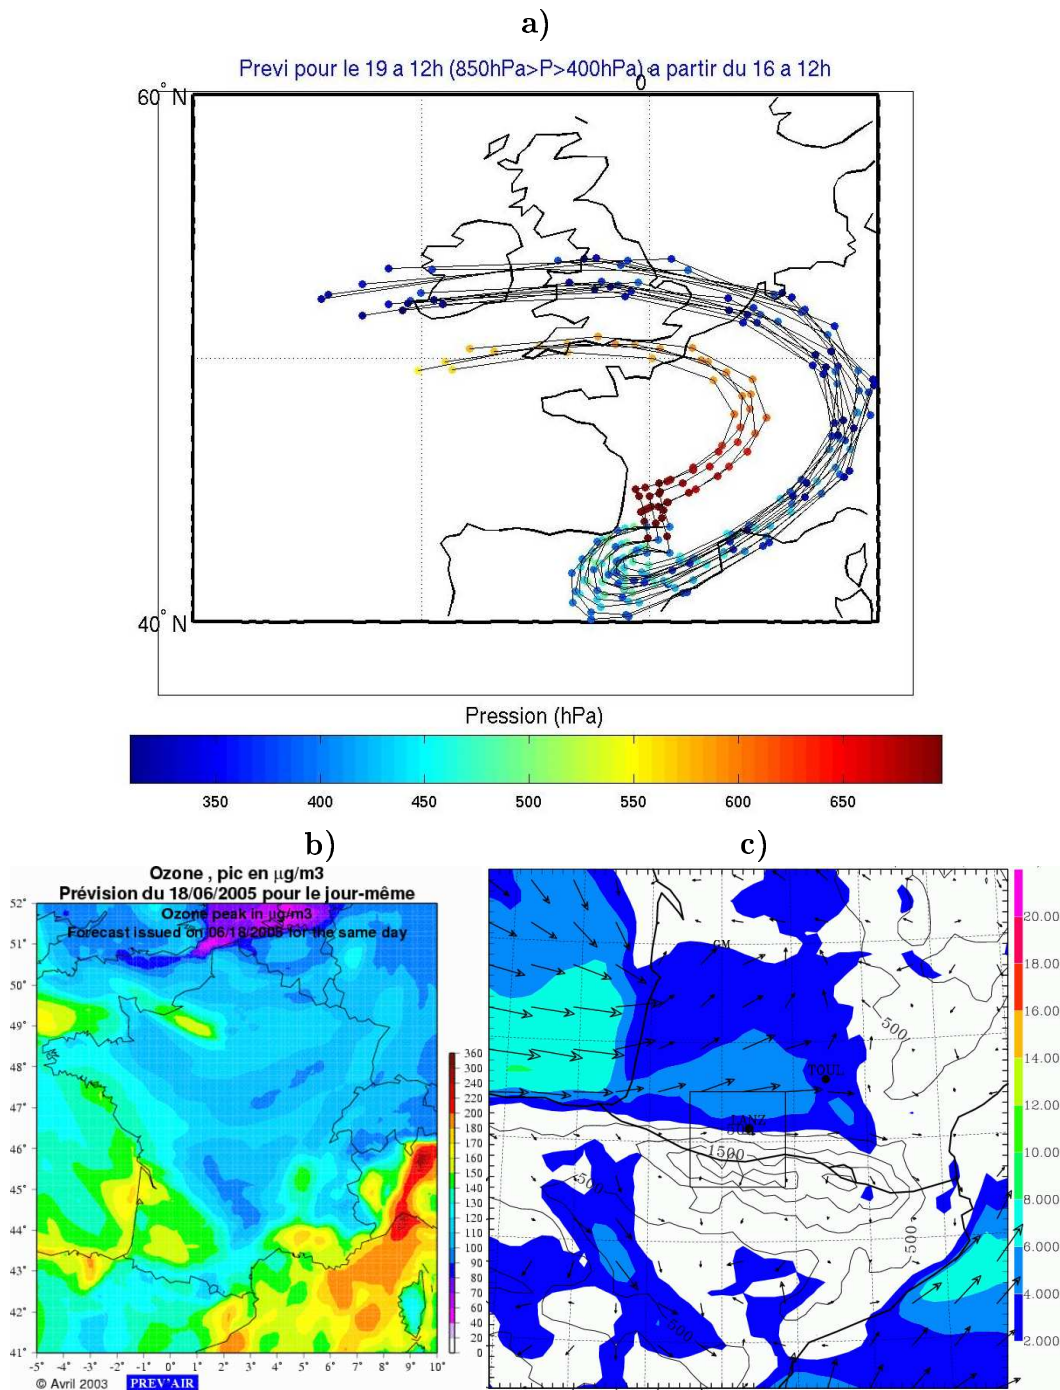 a)
Previ pour le 19 a 12h (850hPa>P>400hPa) a partir du 16 a 12h
0°
60° N
40° N
Pression (hPa)
350 400 450 500 550 600 650
b)
c)
Ozone , pic en µg/m3
Prévision du 18/06/2005 pour le jour-même
Ozone peak in µg/m3
Forecast issued on 06/18/2005 for the same day
52°
51°
50°
49°
48°
47°
46°
45°
44°
43°
42°
41°
-5° -4° -3° -2° -1° 0° 1° 2° 3° 4° 5° 6° 7° 8° 9° 10°
360
300
240
200
180
170
160
150
140
130
120
110
100
90
80
70
60
40
20
0
© Avril 2003 PREV'AIR
GM
500
TOUL
LANZ
500
1500
500
500
500
20.00
18.00
16.00
14.00
12.00
10.00
8.000
6.000
4.000
2.000